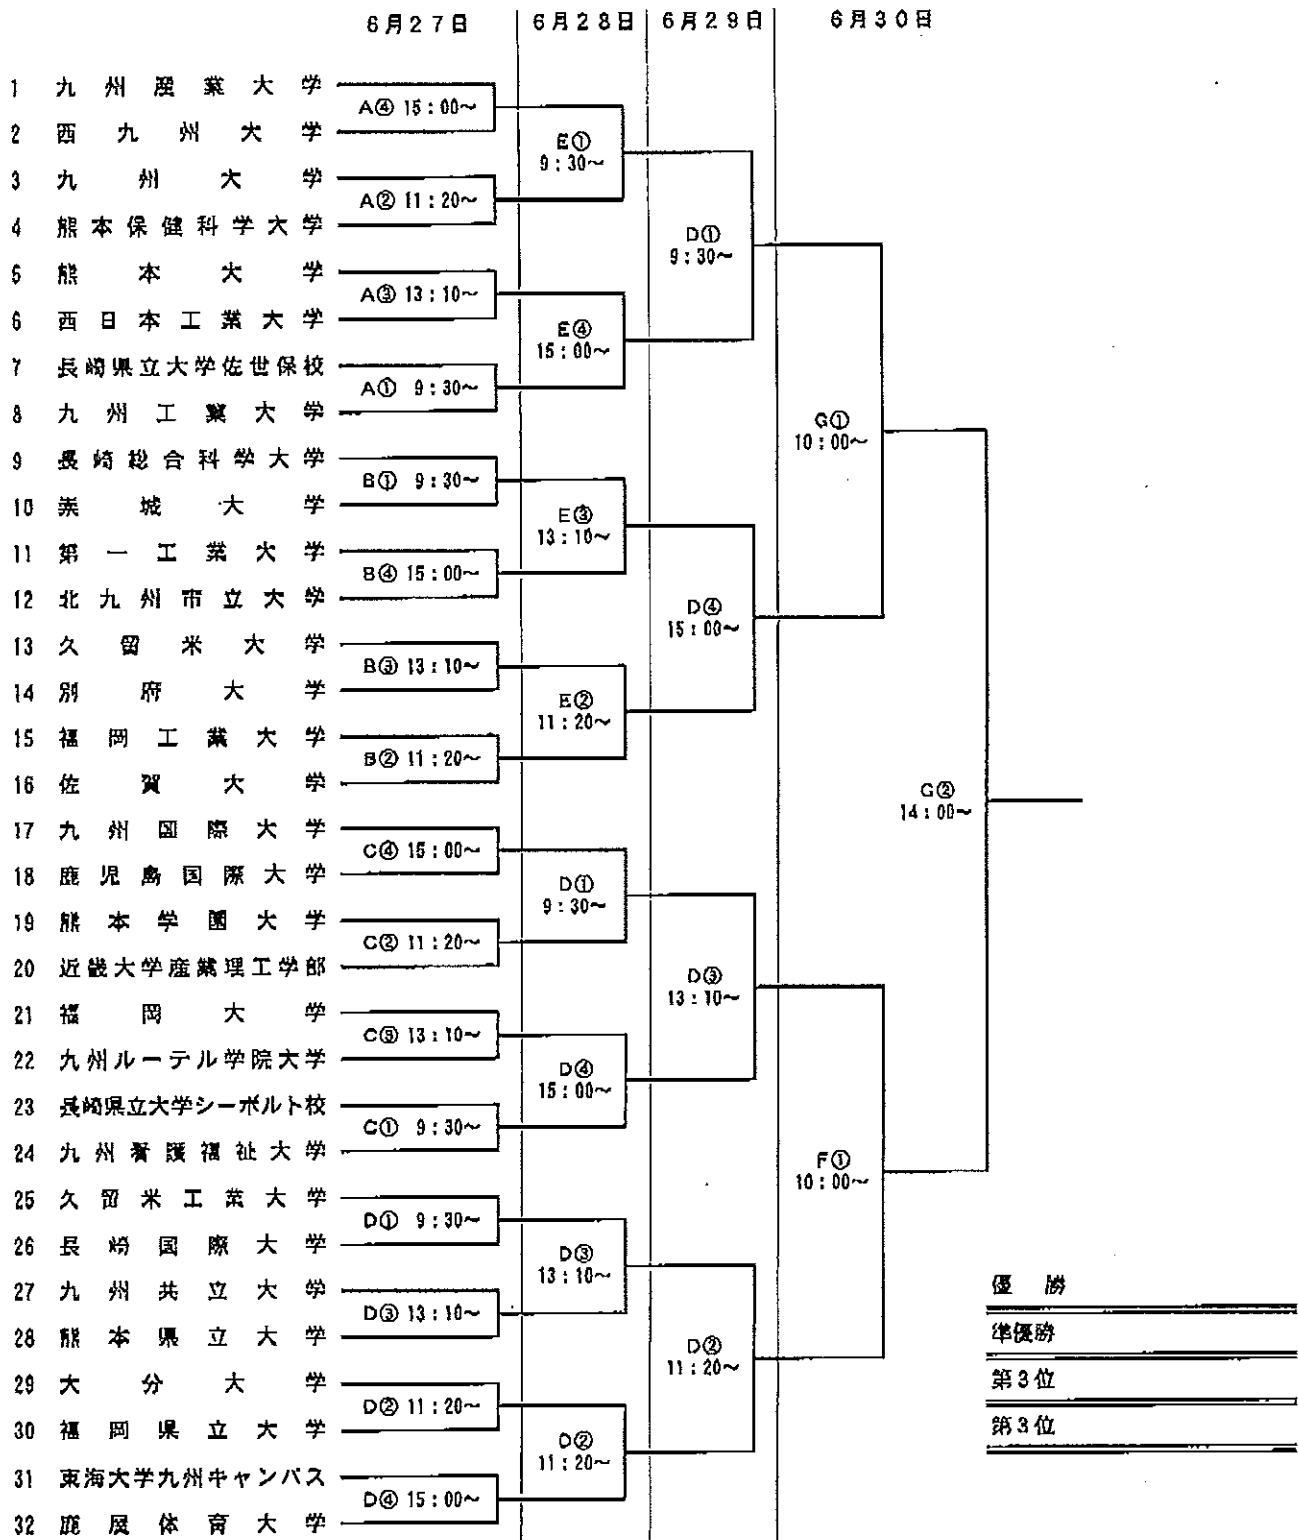 6月27日 6月28日 6月29日 6月30日
1 九州産業大学
A④ 15:00~
2 西九州大学
E①
9:30~
3 九州大学
A② 11:20~
4 熊本保健科学大学
D①
9:30~
5 熊本大学
A③ 13:10~
6 西日本工業大学
E④
15:00~
7 長崎県立大学佐世保校
A① 9:30~
8 九州工業大学
G①
10:00~
9 長崎総合科学大学
B① 9:30~
10 崇城大学
E③
13:10~
11 第一工業大学
B④ 15:00~
12 北九州市立大学
D④
15:00~
13 久留米大学
B③ 13:10~
14 別府大学
E②
11:20~
15 福岡工業大学
B② 11:20~
16 佐賀大学
G②
14:00~
17 九州国際大学
C④ 15:00~
18 鹿児島国際大学
D①
9:30~
19 熊本学園大学
C② 11:20~
20 近畿大学産業理工学部
D③
13:10~
21 福岡大学
C③ 13:10~
22 九州ルーテル学院大学
D④
15:00~
23 長崎県立大学シーボルト校
C① 9:30~
24 九州看護福祉大学
F①
10:00~
25 久留米工業大学
D① 9:30~
26 長崎国際大学
D③
13:10~
27 九州共立大学
D③ 13:10~
28 熊本県立大学
D②
11:20~
29 大分大学
D② 11:20~
30 福岡県立大学
D②
11:20~
31 東海大学九州キャンパス
D④ 15:00~
32 鹿屋体育大学
優勝
準優勝
第3位
第3位